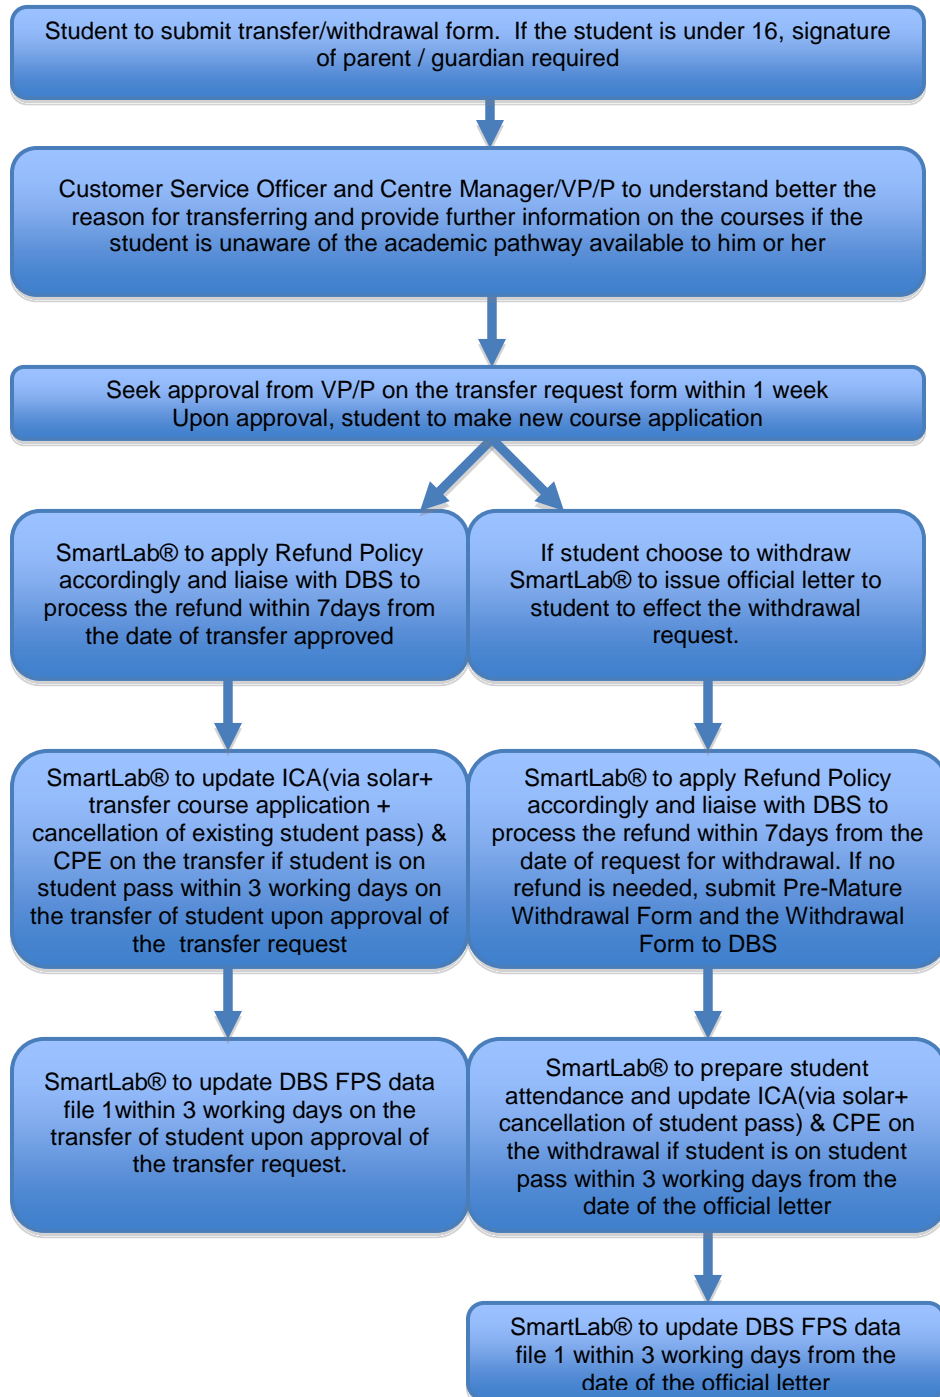 Student to submit transfer/withdrawal form.  If the student is under 16, signature
of parent / guardian required
Customer Service Officer and Centre Manager/VP/P to understand better the
reason for transferring and provide further information on the courses if the
student is unaware of the academic pathway available to him or her
Seek approval from VP/P on the transfer request form within 1 week
Upon approval, student to make new course application
SmartLab® to apply Refund Policy
accordingly and liaise with DBS to
process the refund within 7days from
the date of transfer approved
If student choose to withdraw
SmartLab® to issue official letter to
student to effect the withdrawal
request.
SmartLab® to update ICA(via solar+
transfer course application +
cancellation of existing student pass) &
CPE on the transfer if student is on
student pass within 3 working days on
the transfer of student upon approval of
the  transfer request
SmartLab® to apply Refund Policy
accordingly and liaise with DBS to
process the refund within 7days from the
date of request for withdrawal. If no
refund is needed, submit Pre-Mature
Withdrawal Form and the Withdrawal
Form to DBS
SmartLab® to update DBS FPS data
file 1within 3 working days on the
transfer of student upon approval of
the transfer request.
SmartLab® to prepare student
attendance and update ICA(via solar+
cancellation of student pass) & CPE on
the withdrawal if student is on student
pass within 3 working days from the
date of the official letter
SmartLab® to update DBS FPS data
file 1 within 3 working days from the
date of the official letter